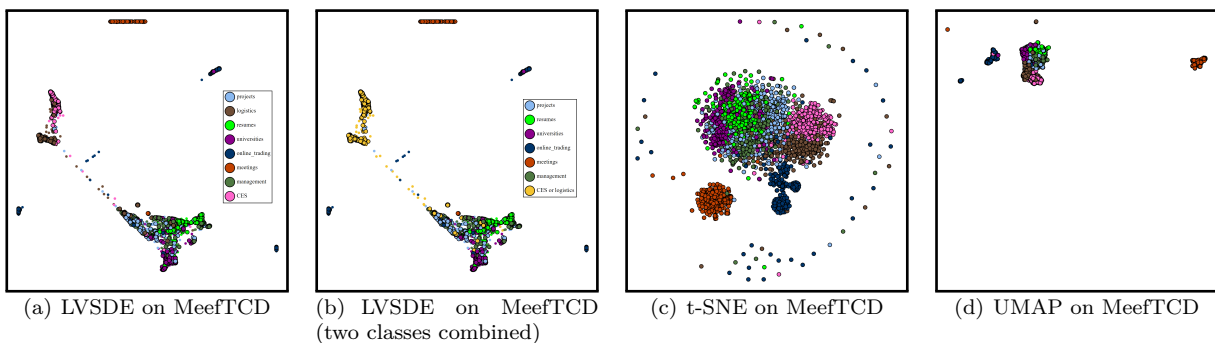 projects
logistics
resumes
universities
online_trading
meetings
management
CES
projects
resumes
universities
online_trading
meetings
management
CES or logistics
(a) LVSDE on MeefTCD
(b) LVSDE on MeefTCD
(two classes combined)
(c) t-SNE on MeefTCD
(d) UMAP on MeefTCD